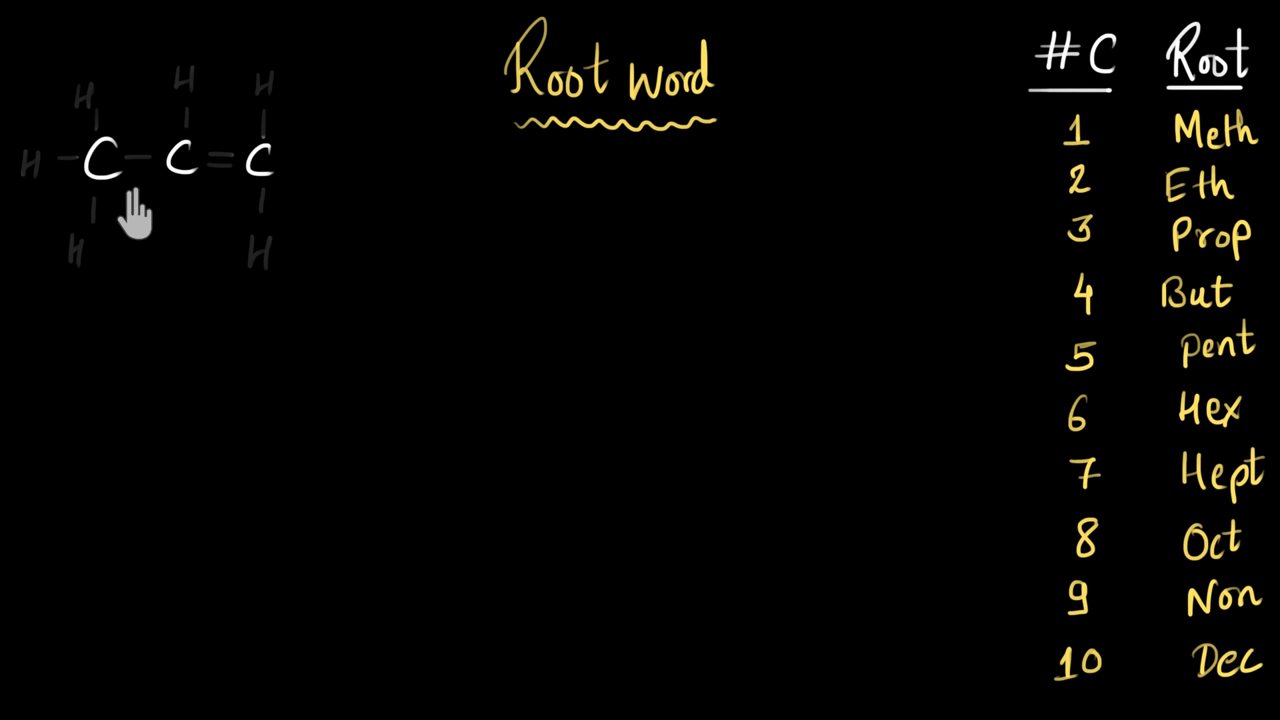 Root word
H H H
H - C - C = C
H H
#C Root
1 Meth
2 Eth
3 Prop
4 But
5 Pent
6 Hex
7 Hept
8 Oct
9 Non
10 Dec